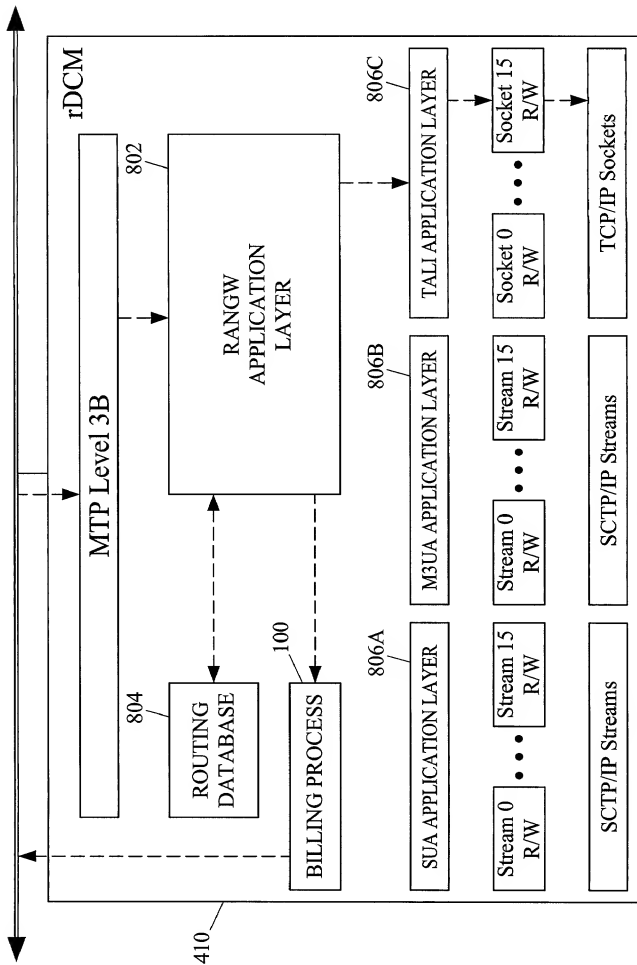 rDCM
MTP Level 3B
802
RANGW
APPLICATION
LAYER
804
ROUTING
DATABASE
100
BILLING PROCESS
410
806A
SUA APPLICATION LAYER
Stream 0
R/W
Stream 15
R/W
SCTP/IP Streams
806B
M3UA APPLICATION LAYER
Stream 0
R/W
Stream 15
R/W
SCTP/IP Streams
806C
TALI APPLICATION LAYER
Socket 0
R/W
Socket 15
R/W
TCP/IP Sockets